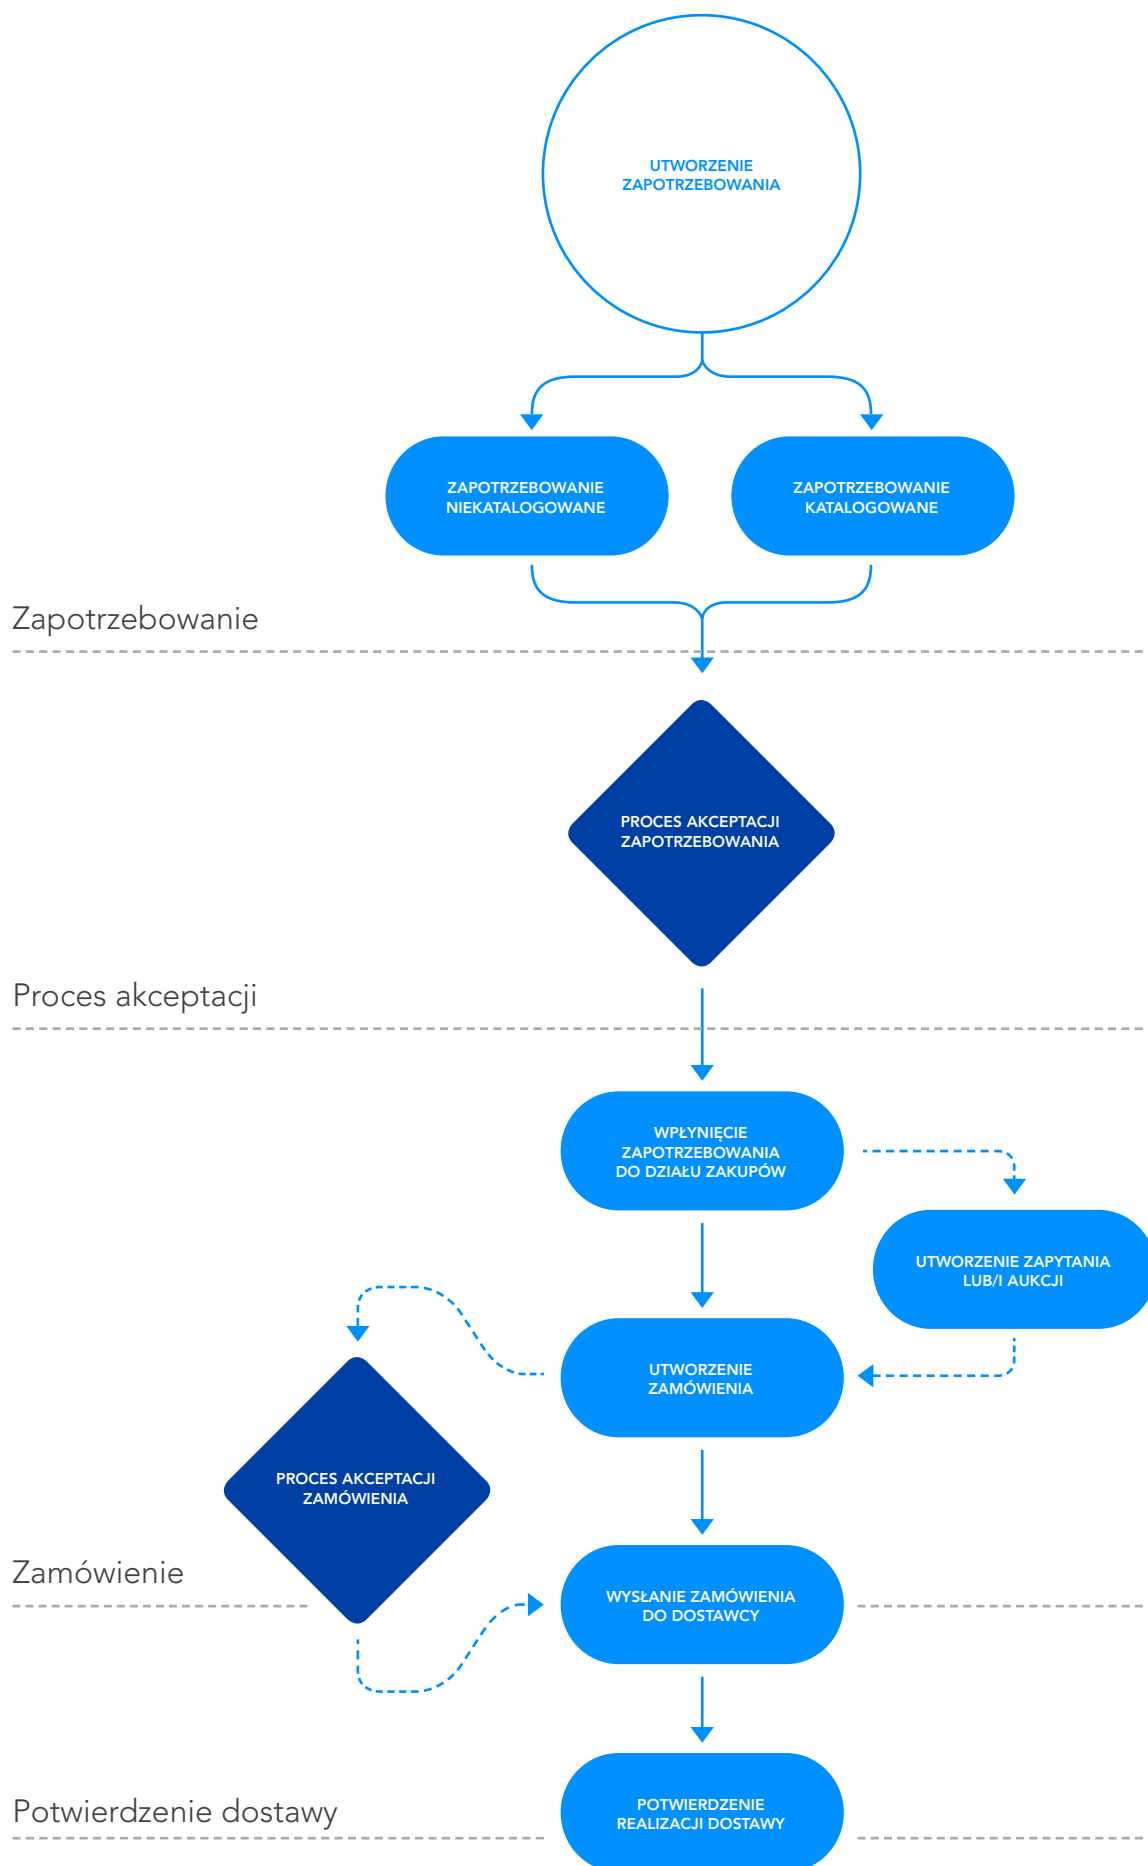 UTWORZENIE
ZAPOTRZEBOWANIA
ZAPOTRZEBOWANIE
NIEKATALOGOWANE
ZAPOTRZEBOWANIE
KATALOGOWANE
Zapotrzebowanie
PROCES AKCEPTACJI
ZAPOTRZEBOWANIA
Proces akceptacji
WPŁYNIĘCIE
ZAPOTRZEBOWANIA
DO DZIAŁU ZAKUPÓW
UTWORZENIE ZAPYTANIA
LUB/I AUKCJI
UTWORZENIE
ZAMÓWIENIA
PROCES AKCEPTACJI
ZAMÓWIENIA
Zamówienie
WYSŁANIE ZAMÓWIENIA
DO DOSTAWCY
Potwierdzenie dostawy
POTWIERDZENIE
REALIZACJI DOSTAWY